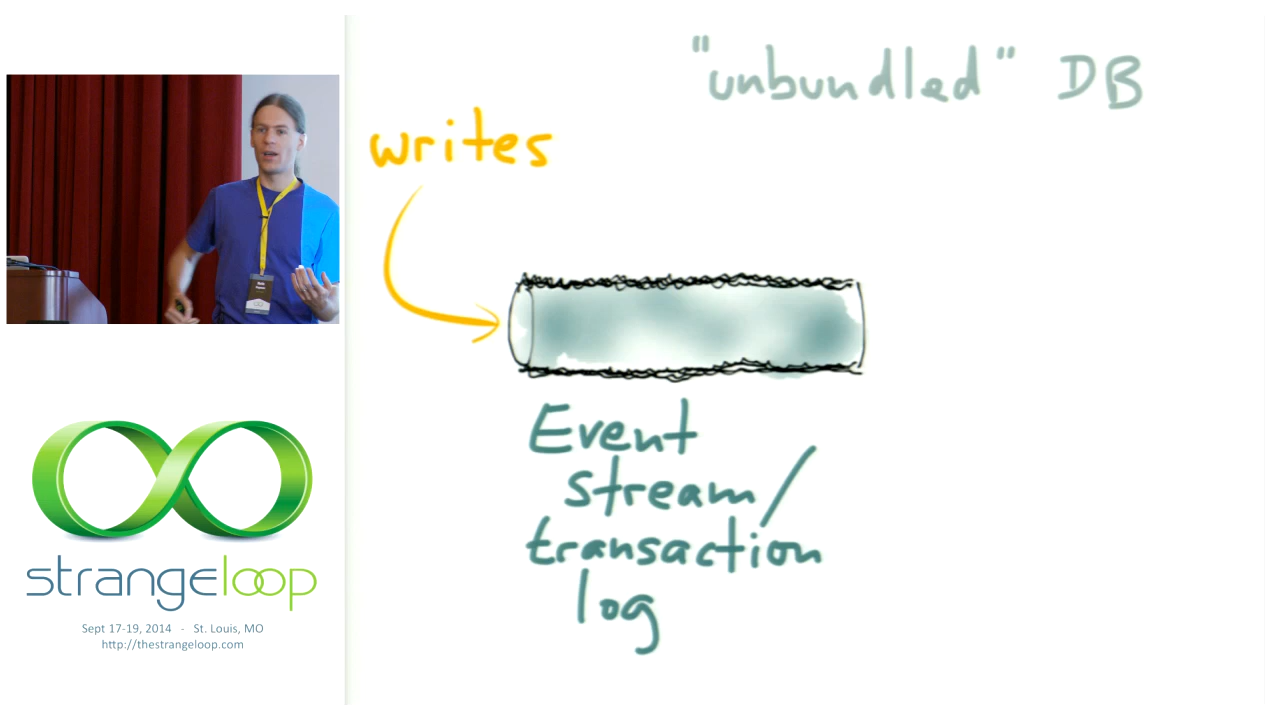 "unbundled" DB
writes
Event
stream/
transaction
log
strangeloop
Sept 17-19, 2014 - St. Louis, MO
http://thestrangeloop.com